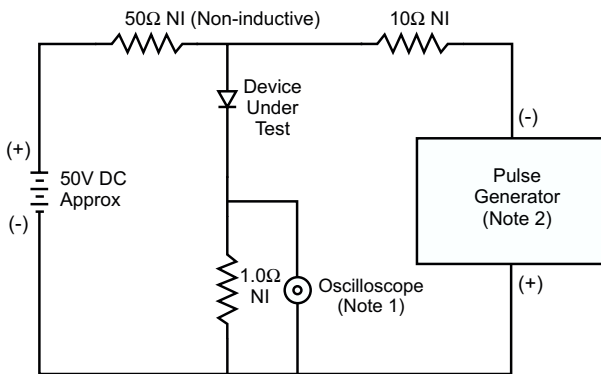 50Ω NI (Non-inductive)
10Ω NI
Device
Under
Test
(+)
50V DC
Approx
(-)
(-)
Pulse
Generator
(Note 2)
(+)
1.0Ω
NI
Oscilloscope
(Note 1)